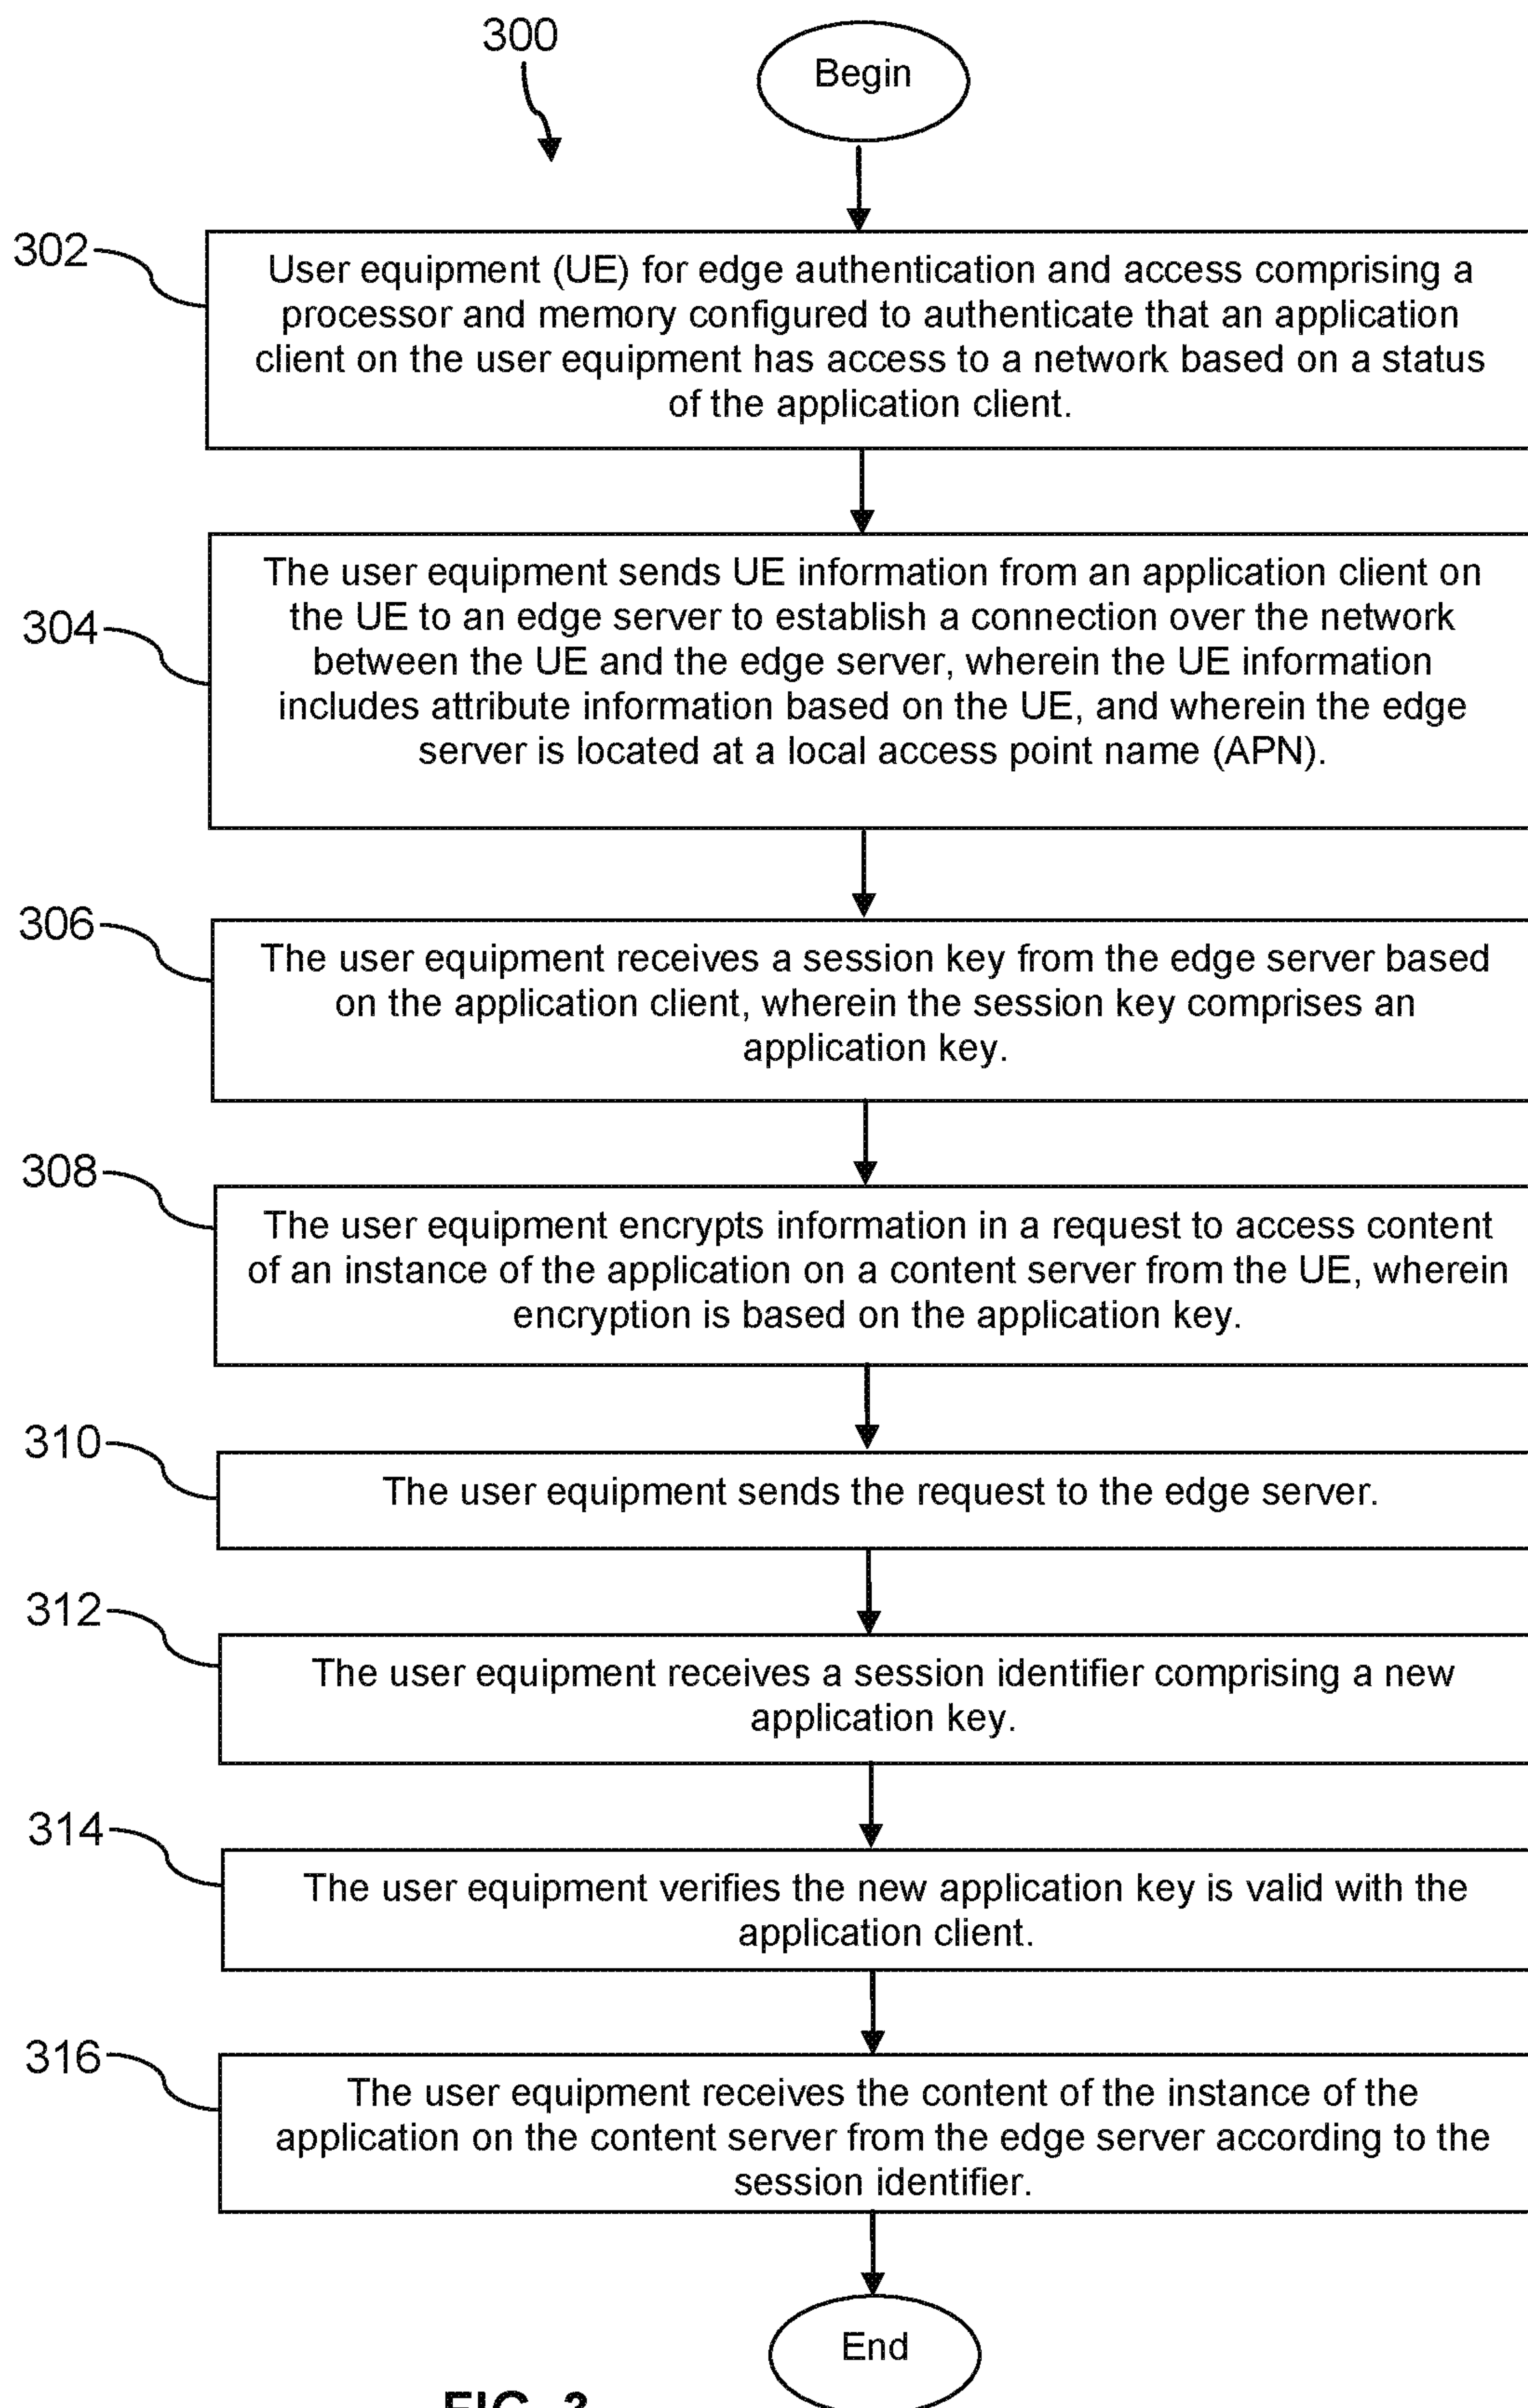 300
Begin
302
User equipment (UE) for edge authentication and access comprising a
processor and memory configured to authenticate that an application
client on the user equipment has access to a network based on a status
of the application client.
304
The user equipment sends UE information from an application client on
the UE to an edge server to establish a connection over the network
between the UE and the edge server, wherein the UE information
includes attribute information based on the UE, and wherein the edge
server is located at a local access point name (APN).
306
The user equipment receives a session key from the edge server based
on the application client, wherein the session key comprises an
application key.
308
The user equipment encrypts information in a request to access content
of an instance of the application on a content server from the UE, wherein
encryption is based on the application key.
310
The user equipment sends the request to the edge server.
312
The user equipment receives a session identifier comprising a new
application key.
314
The user equipment verifies the new application key is valid with the
application client.
316
The user equipment receives the content of the instance of the
application on the content server from the edge server according to the
session identifier.
End
FIG. 3